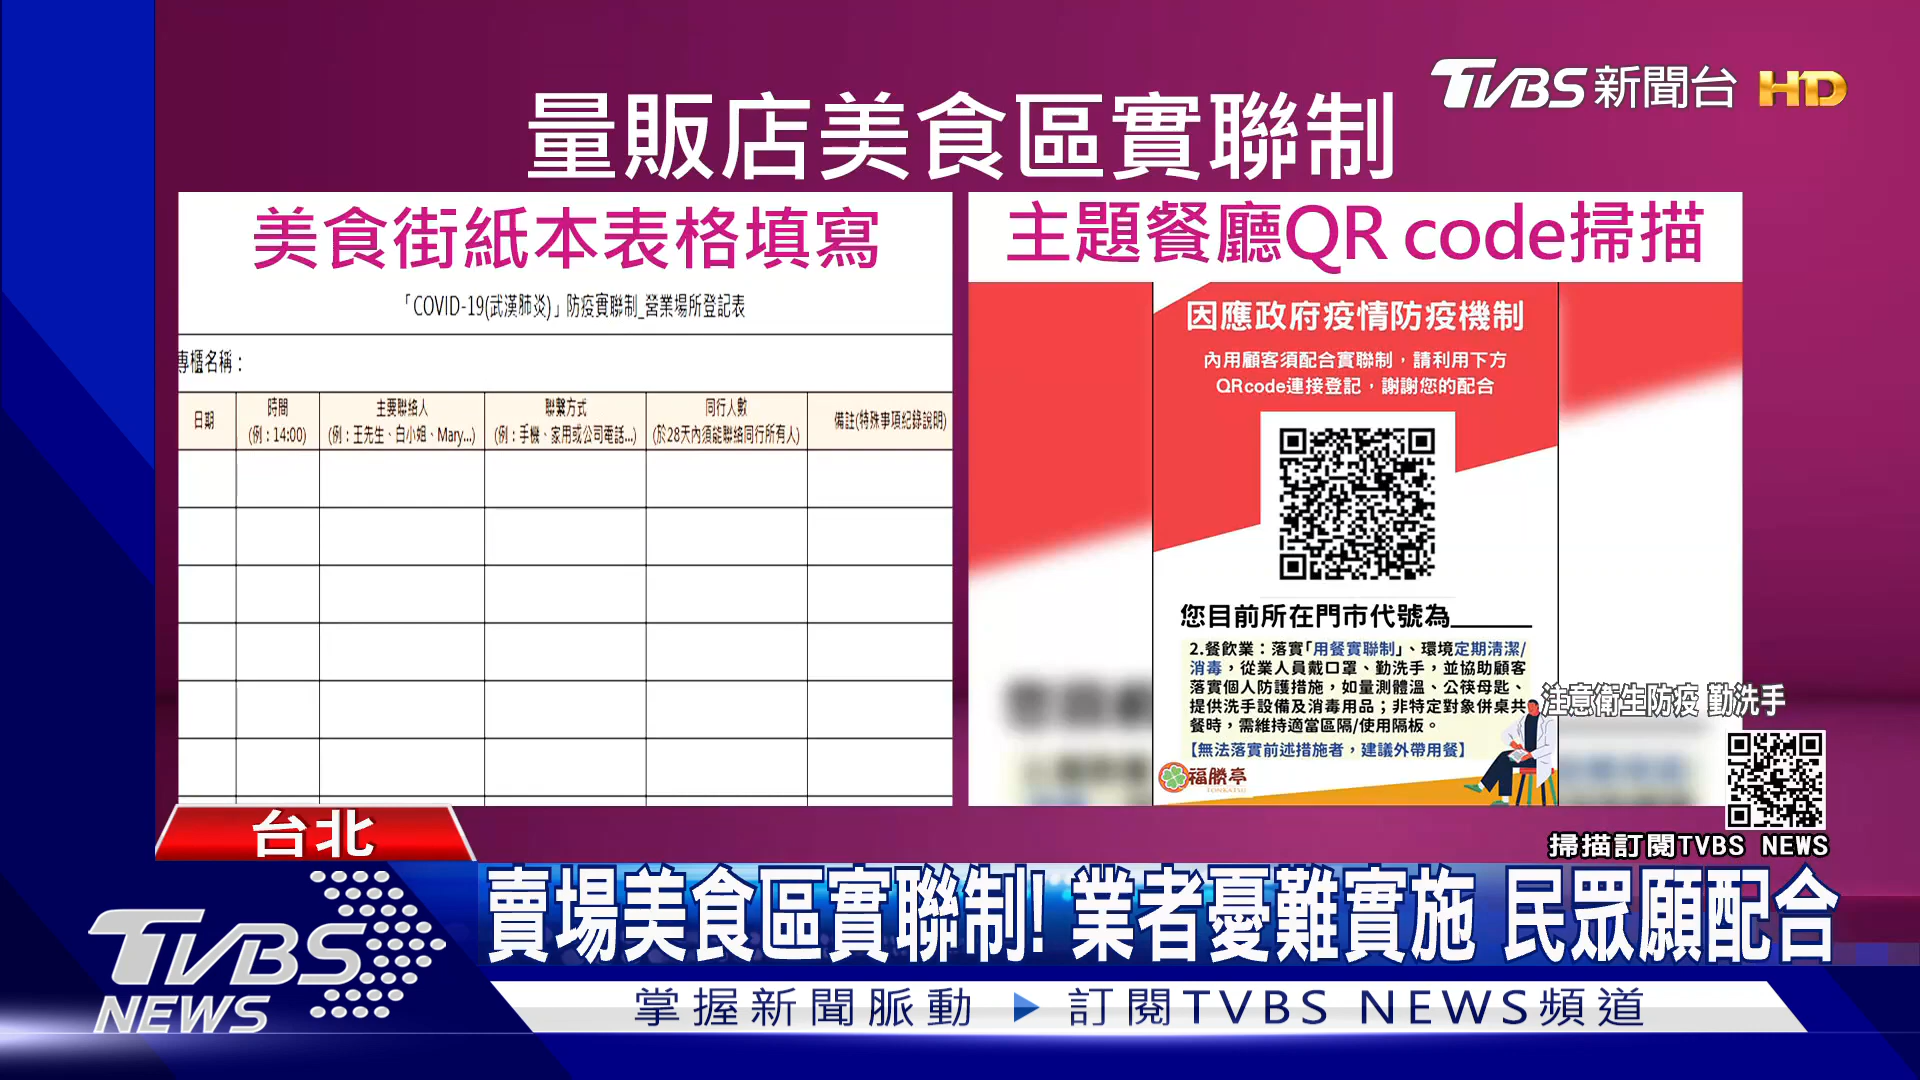 TVBS新聞台 HD
量販店美食區實聯制
美食街紙本表格填寫
「COVID-19(武漢肺炎)」防疫實聯制_營業場所登記表
專櫃名稱：
日期
時間
(例：14:00)
主要聯絡人
(例：王先生、白小姐、Mary...)
聯繫方式
(例：手機、家用或公司電話...)
同行人數
(於28天內須能聯絡同行所有人)
備註(特殊事項紀錄說明)
主題餐廳QR code掃描
因應政府疫情防疫機制
內用顧客須配合實聯制，請利用下方
QRcode連接登記，謝謝您的配合
您目前所在門市代號為______
2.餐飲業：落實「用餐實聯制」、環境定期清潔/
消毒，從業人員戴口罩、勤洗手，並協助顧客
落實個人防護措施，如量測體溫、公筷母匙、
提供洗手設備及消毒用品；非特定對象併桌共
餐時，需維持適當區隔/使用隔板。
【無法落實前述措施者，建議外帶用餐】
福勝亭
TONKATSU
注意衛生防疫 勤洗手
掃描訂閱TVBS NEWS
台北
賣場美食區實聯制! 業者憂難實施 民眾願配合
TVBS
NEWS
掌握新聞脈動 ▶ 訂閱TVBS NEWS頻道